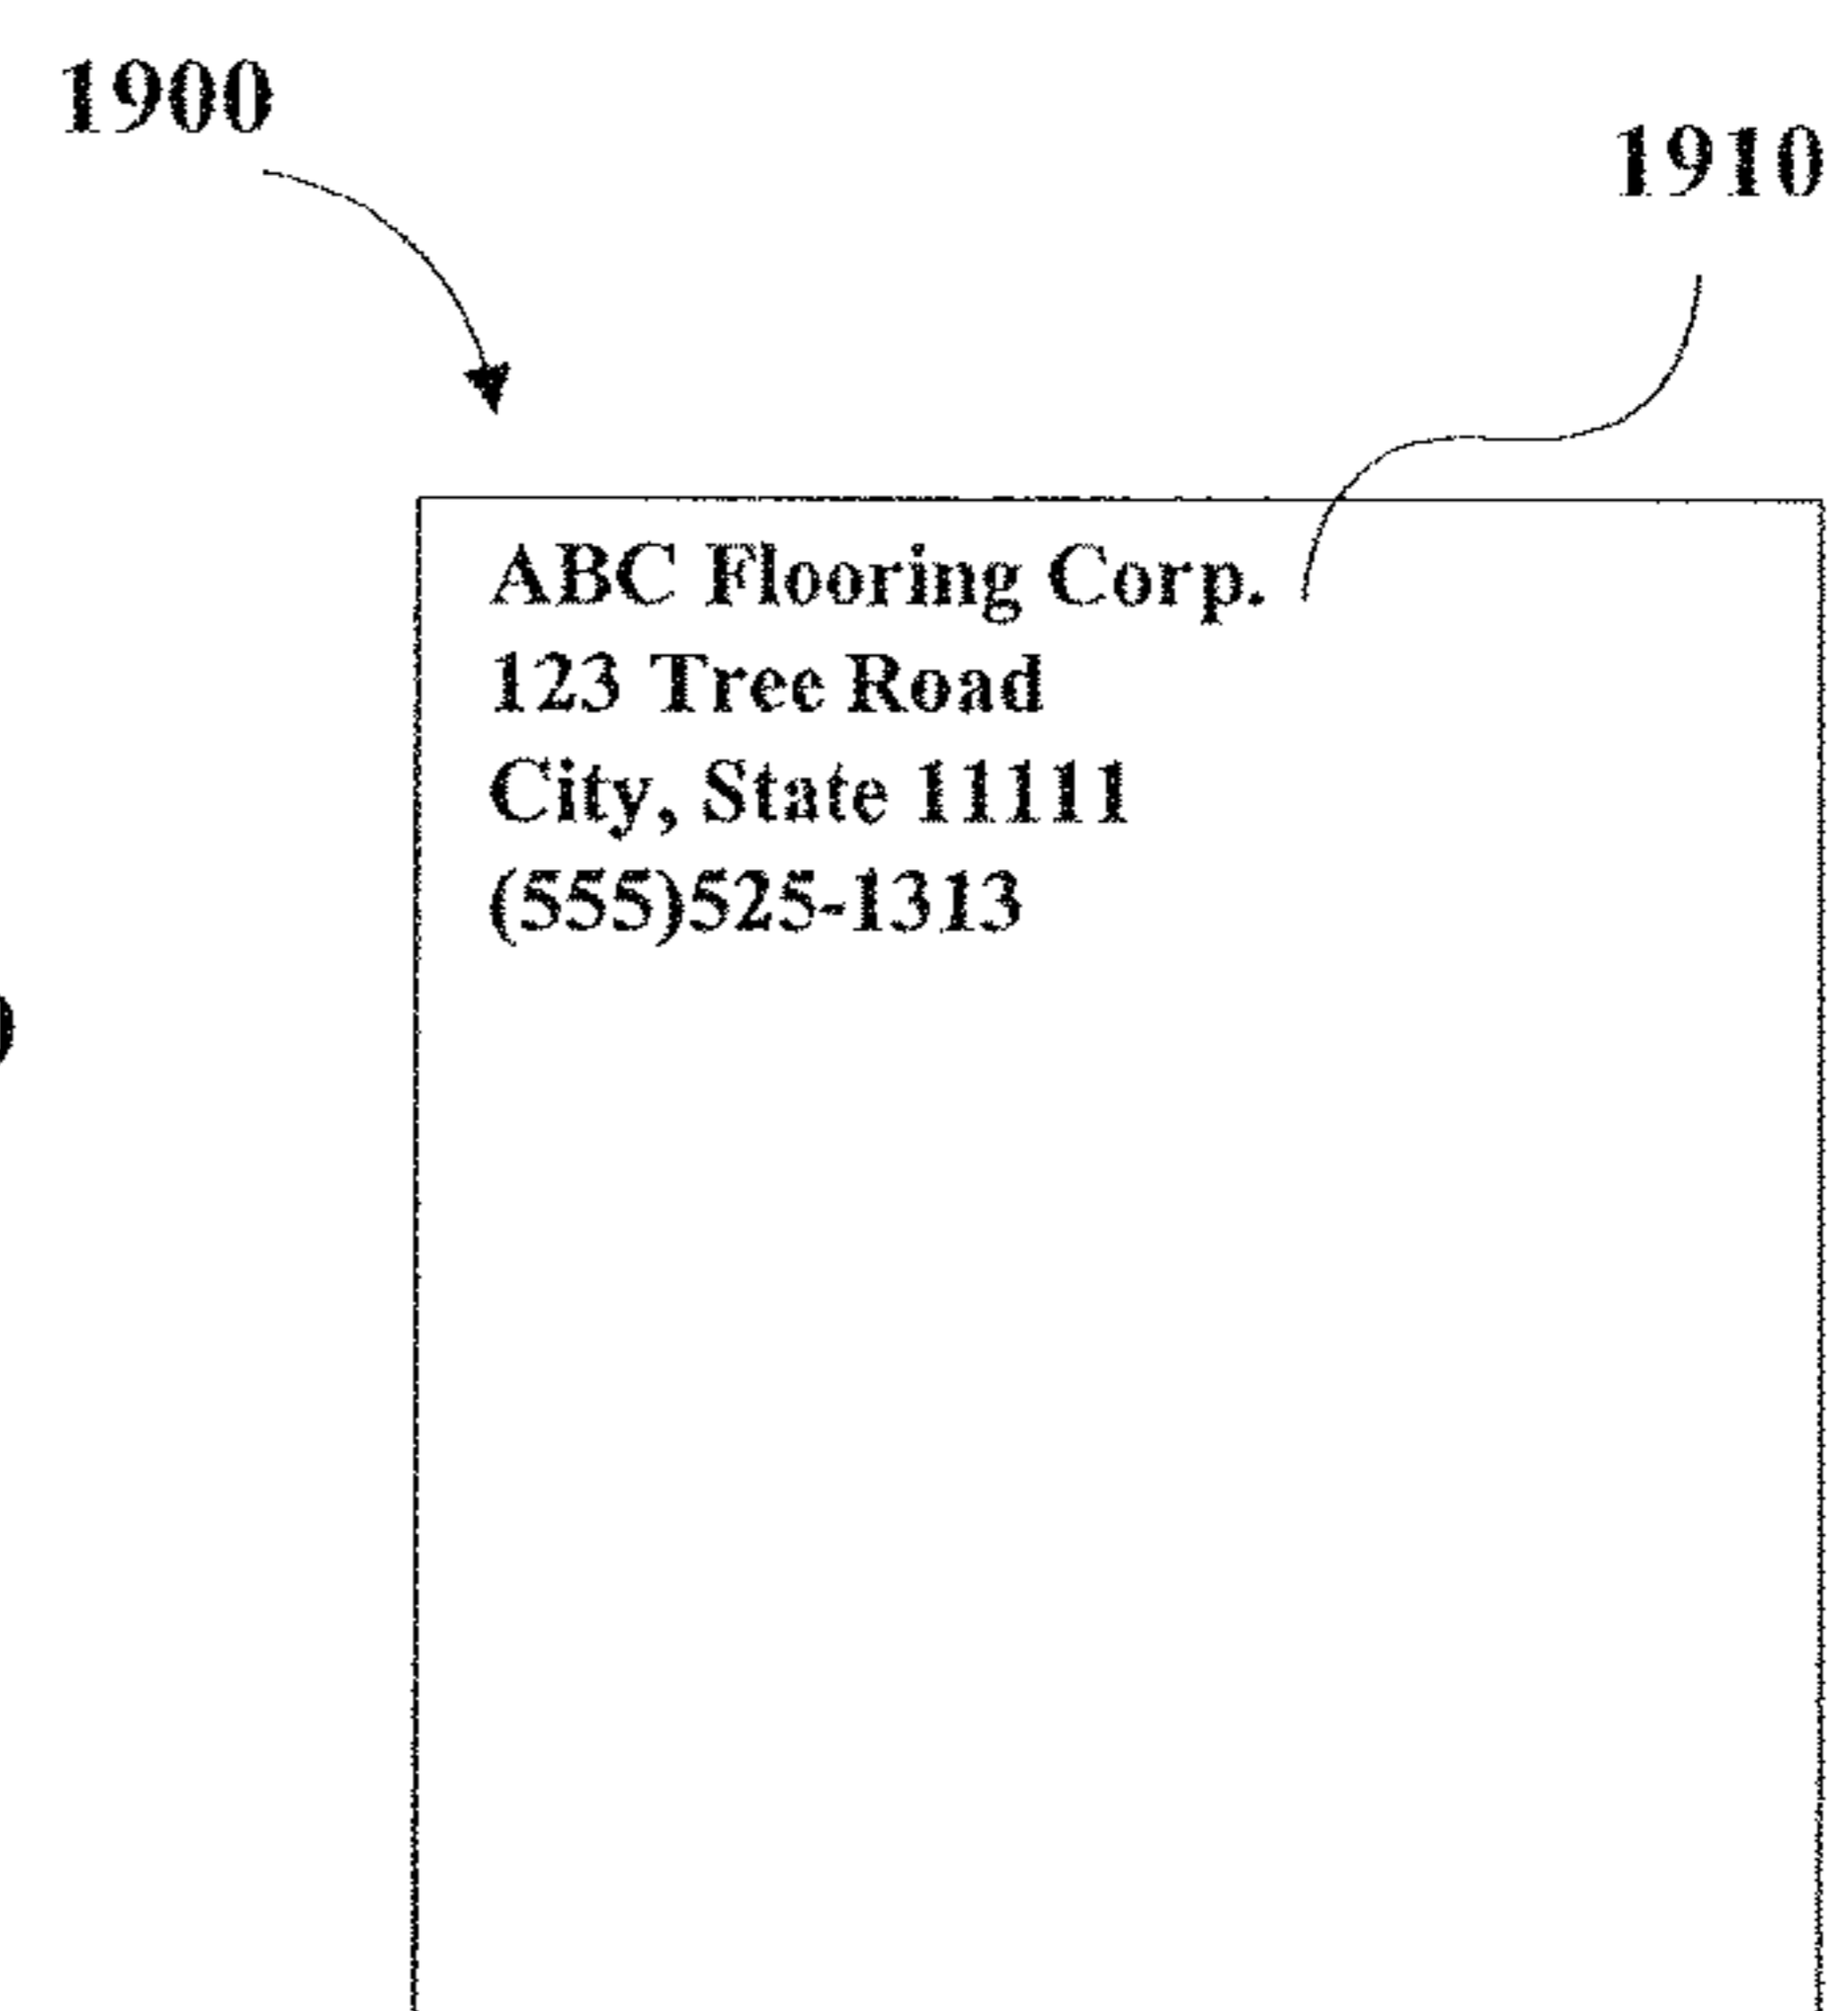 1900
1910
ABC Flooring Corp.
123 Tree Road
City, State 11111
(555)525-1313